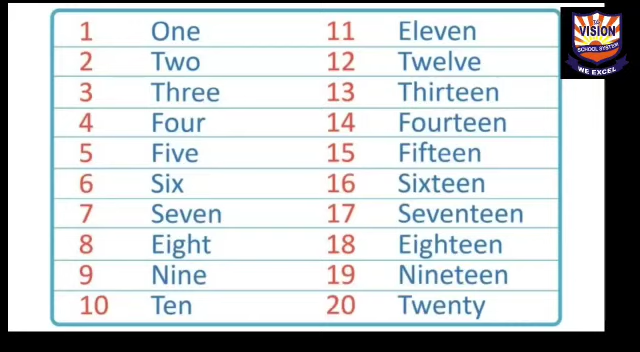 1 One 11 Eleven
2 Two 12 Twelve
3 Three 13 Thirteen
4 Four 14 Fourteen
5 Five 15 Fifteen
6 Six 16 Sixteen
7 Seven 17 Seventeen
8 Eight 18 Eighteen
9 Nine 19 Nineteen
10 Ten 20 Twenty
VISION
SCHOOL SYSTEM
WE EXCEL